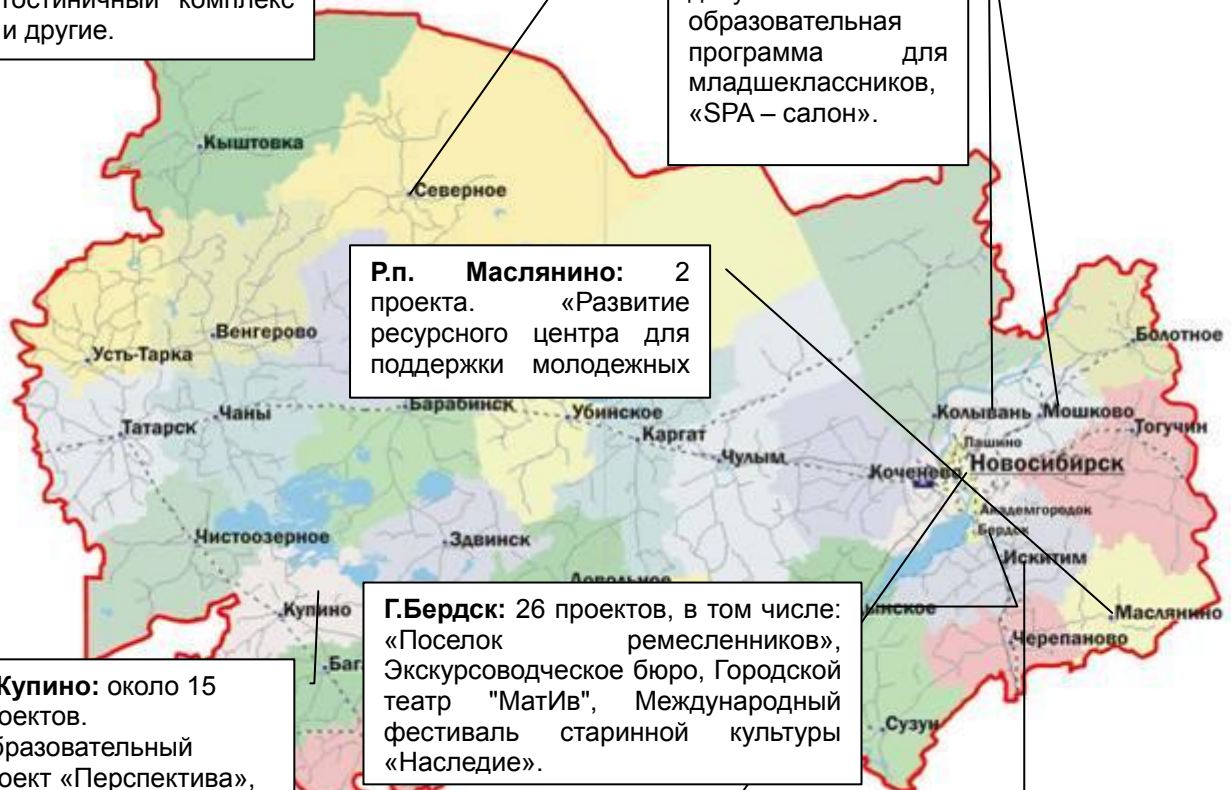 гостиничный комплекс
и другие.
образовательная
программа для
младшеклассников,
«SPA – салон».
Кыштовка
Северное
Р.п. Маслянино: 2
проекта. «Развитие
ресурсного центра для
поддержки молодежных
Венгерово
Усть-Тарка
Болотное
Чаны
Барабинск
Убинское
Колывань
Мошково
Татарск
Каргат
Тогучин
Пашино
Чулым
Коченево
Новосибирск
Академгородок
Бердск
Чистоозерное
Здвинск
Искитим
Довольное
Купино
Маслянино
Черепаново
Г.Бердск: 26 проектов, в том числе:
«Поселок ремесленников»,
Экскурсоводческое бюро, Городской
театр "МатИв", Международный
фестиваль старинной культуры
«Наследие».
Купино: около 15
Сузун
«Перспектива»,